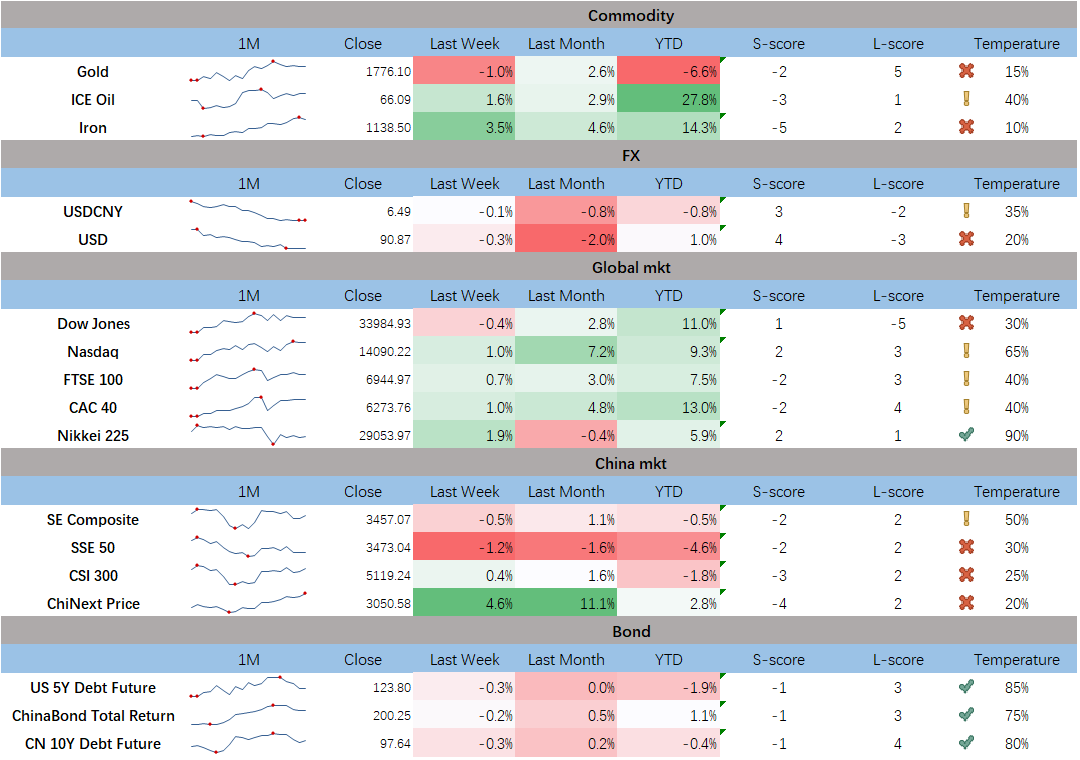 Commodity
1M Close Last Week Last Month YTD S-score L-score Temperature
Gold 1776.10 -1.0% 2.6% -6.6% -2 5 15%
ICE Oil 66.09 1.6% 2.9% 27.8% -3 1 40%
Iron 1138.50 3.5% 4.6% 14.3% -5 2 10%
FX
1M Close Last Week Last Month YTD S-score L-score Temperature
USDCNY 6.49 -0.1% -0.8% -0.8% 3 -2 35%
USD 90.87 -0.3% -2.0% 1.0% 4 -3 20%
Global mkt
1M Close Last Week Last Month YTD S-score L-score Temperature
Dow Jones 33984.93 -0.4% 2.8% 11.0% 1 -5 30%
Nasdaq 14090.22 1.0% 7.2% 9.3% 2 3 65%
FTSE 100 6944.97 0.7% 3.0% 7.5% -2 3 40%
CAC 40 6273.76 1.0% 4.8% 13.0% -2 4 40%
Nikkei 225 29053.97 1.9% -0.4% 5.9% 2 1 90%
China mkt
1M Close Last Week Last Month YTD S-score L-score Temperature
SE Composite 3457.07 -0.5% 1.1% -0.5% -2 2 50%
SSE 50 3473.04 -1.2% -1.6% -4.6% -2 2 30%
CSI 300 5119.24 0.4% 1.6% -1.8% -3 2 25%
ChiNext Price 3050.58 4.6% 11.1% 2.8% -4 2 20%
Bond
1M Close Last Week Last Month YTD S-score L-score Temperature
US 5Y Debt Future 123.80 -0.3% 0.0% -1.9% -1 3 85%
ChinaBond Total Return 200.25 -0.2% 0.5% 1.1% -1 3 75%
CN 10Y Debt Future 97.64 -0.3% 0.2% -0.4% -1 4 80%